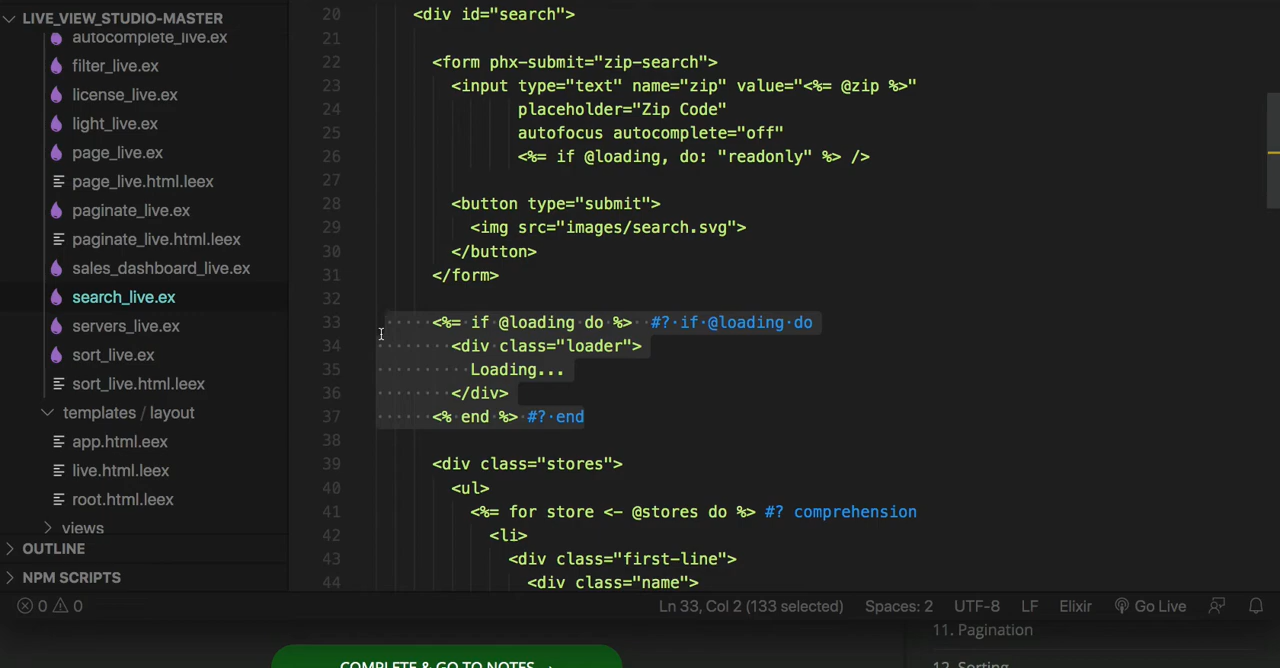 LIVE_VIEW_STUDIO-MASTER
autocomplete_live.ex
filter_live.ex
license_live.ex
light_live.ex
page_live.ex
page_live.html.leex
paginate_live.ex
paginate_live.html.leex
sales_dashboard_live.ex
search_live.ex
servers_live.ex
sort_live.ex
sort_live.html.leex
templates / layout
app.html.eex
live.html.leex
root.html.leex
views
OUTLINE
NPM SCRIPTS
20 <div id="search">
21
22 <form phx-submit="zip-search">
23 <input type="text" name="zip" value="<%= @zip %>"
24 placeholder="Zip Code"
25 autofocus autocomplete="off"
26 <%= if @loading, do: "readonly" %> />
27
28 <button type="submit">
29 <img src="images/search.svg">
30 </button>
31 </form>
32
33 <%= if @loading do %> #? if @loading do
34 <div class="loader">
35 Loading...
36 </div>
37 <% end %> #? end
38
39 <div class="stores">
40 <ul>
41 <%= for store <- @stores do %> #? comprehension
42 <li>
43 <div class="first-line">
44 <div class="name">
0 0
Ln 33, Col 2 (133 selected) Spaces: 2 UTF-8 LF Elixir Go Live
11. Pagination
COMPLETE & GO TO NOTES →
12. Sorting